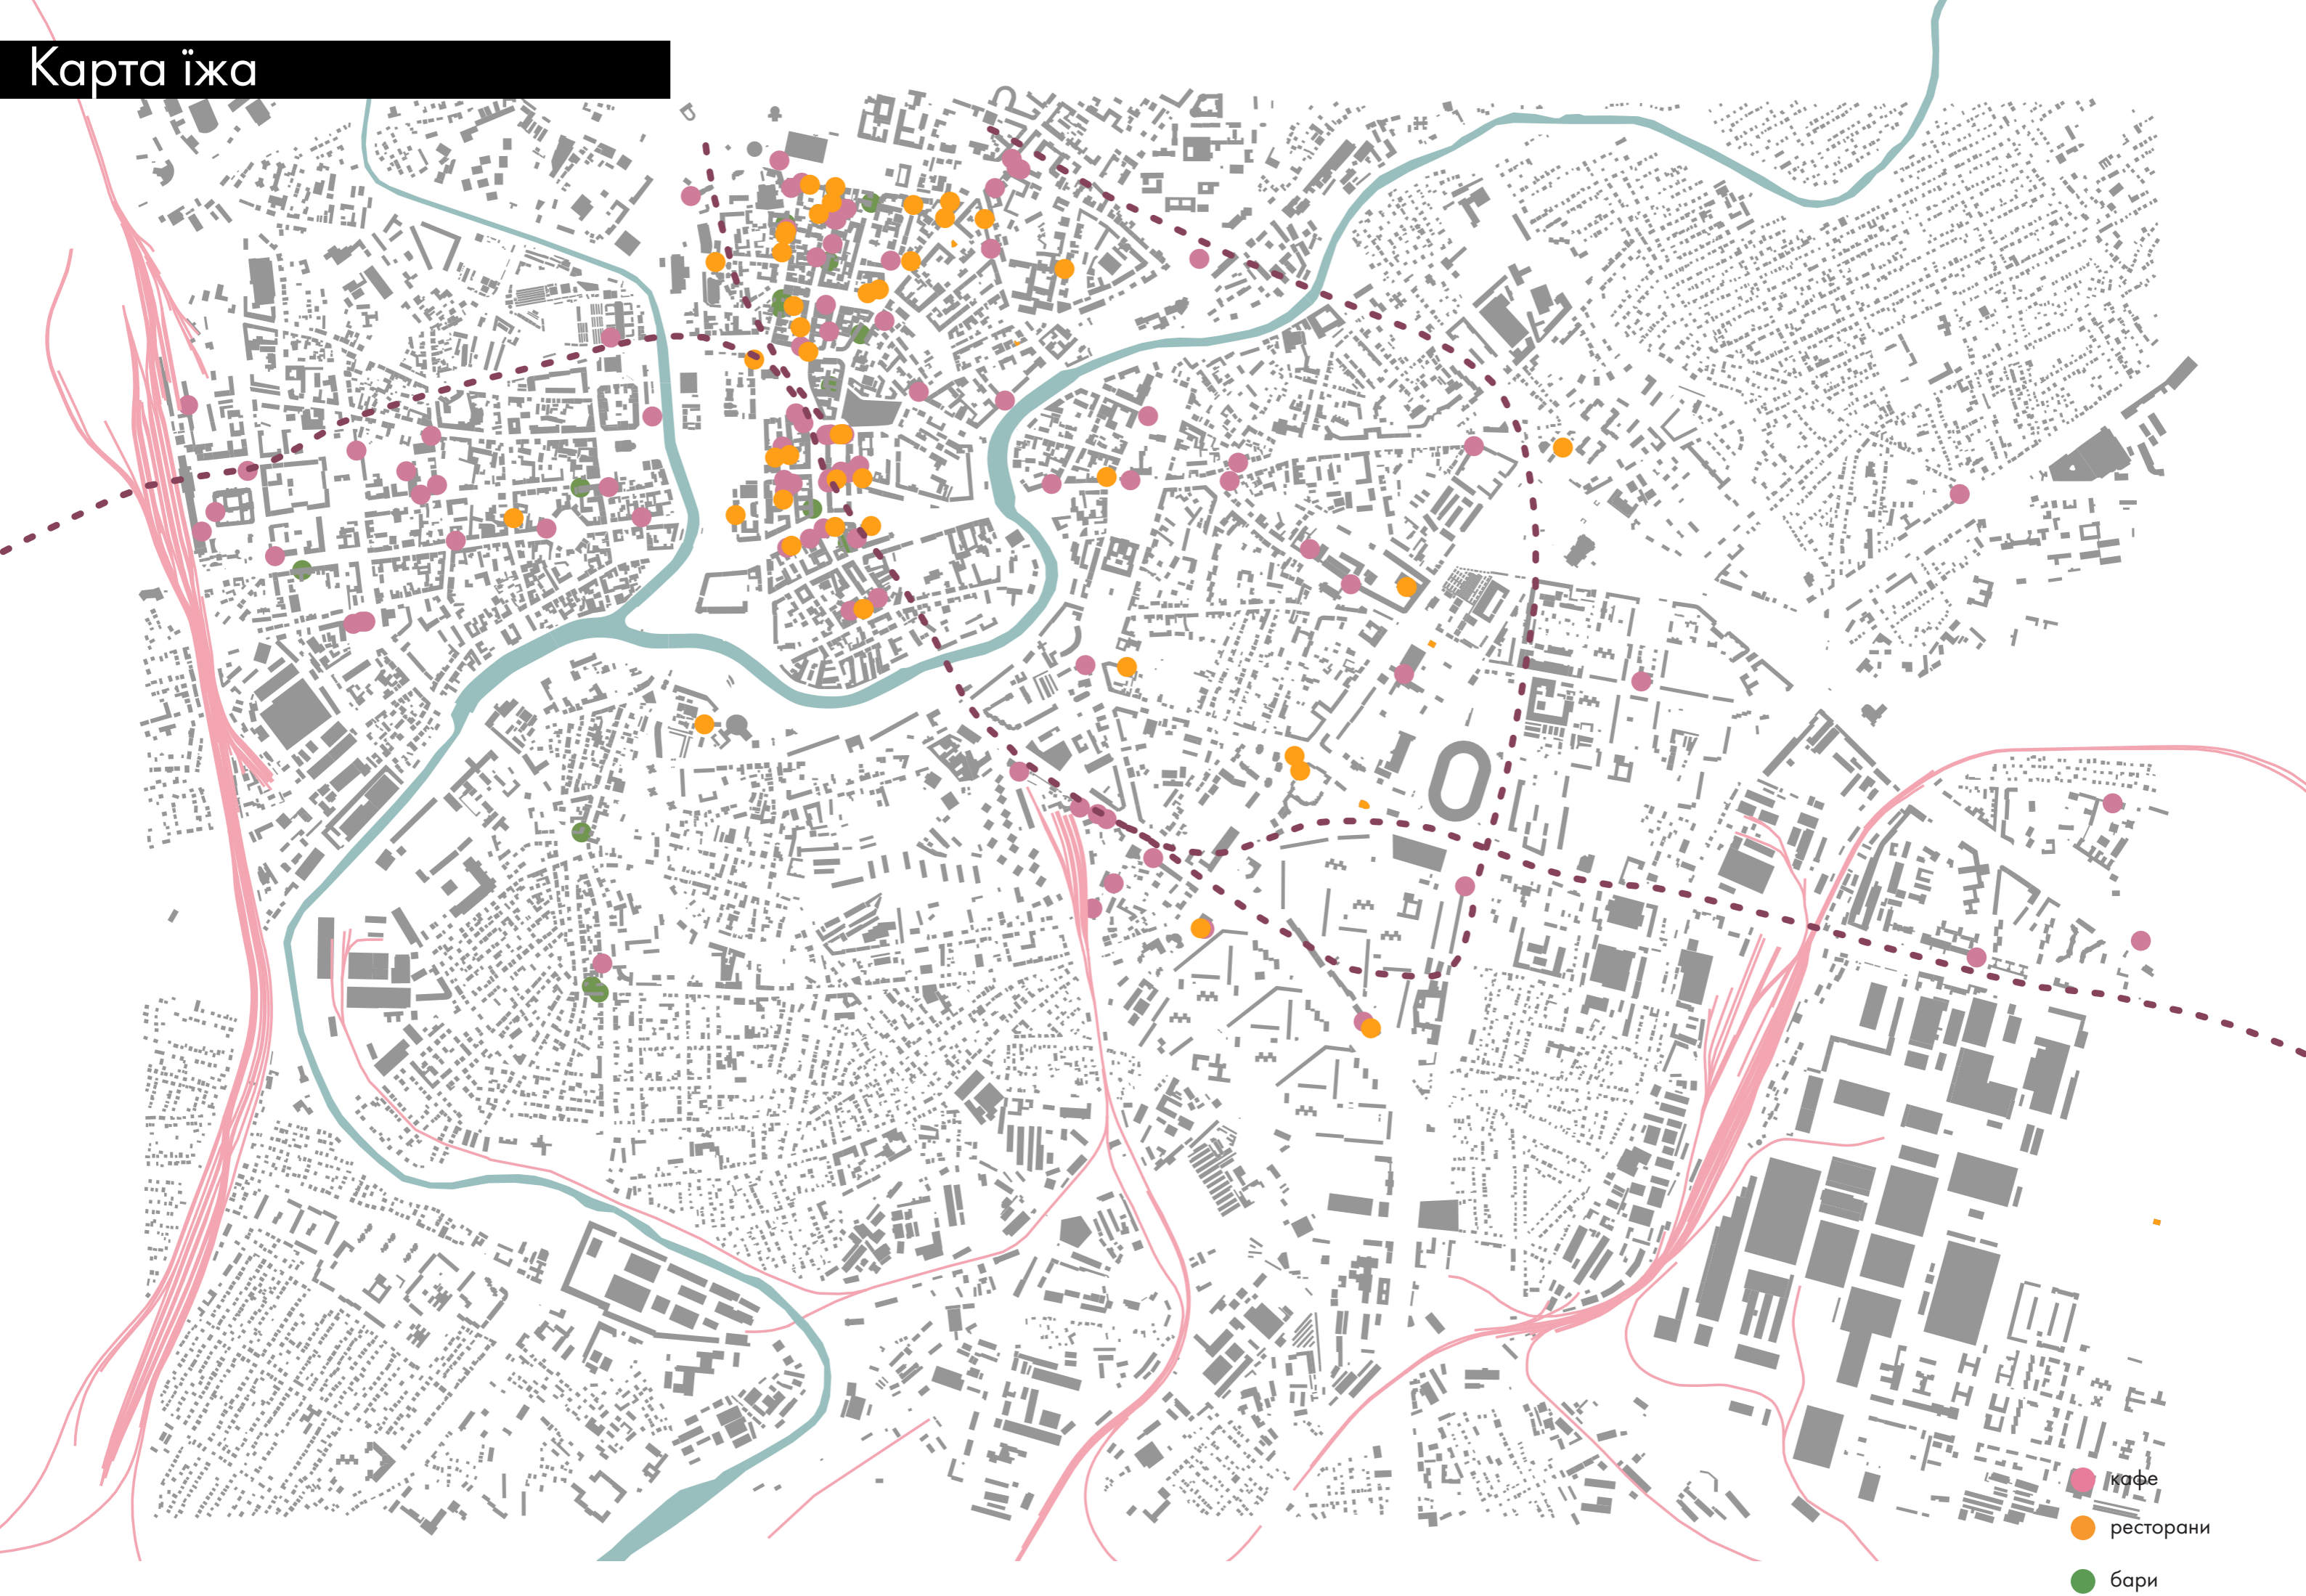 Карта їжа
кафе
ресторани
бари